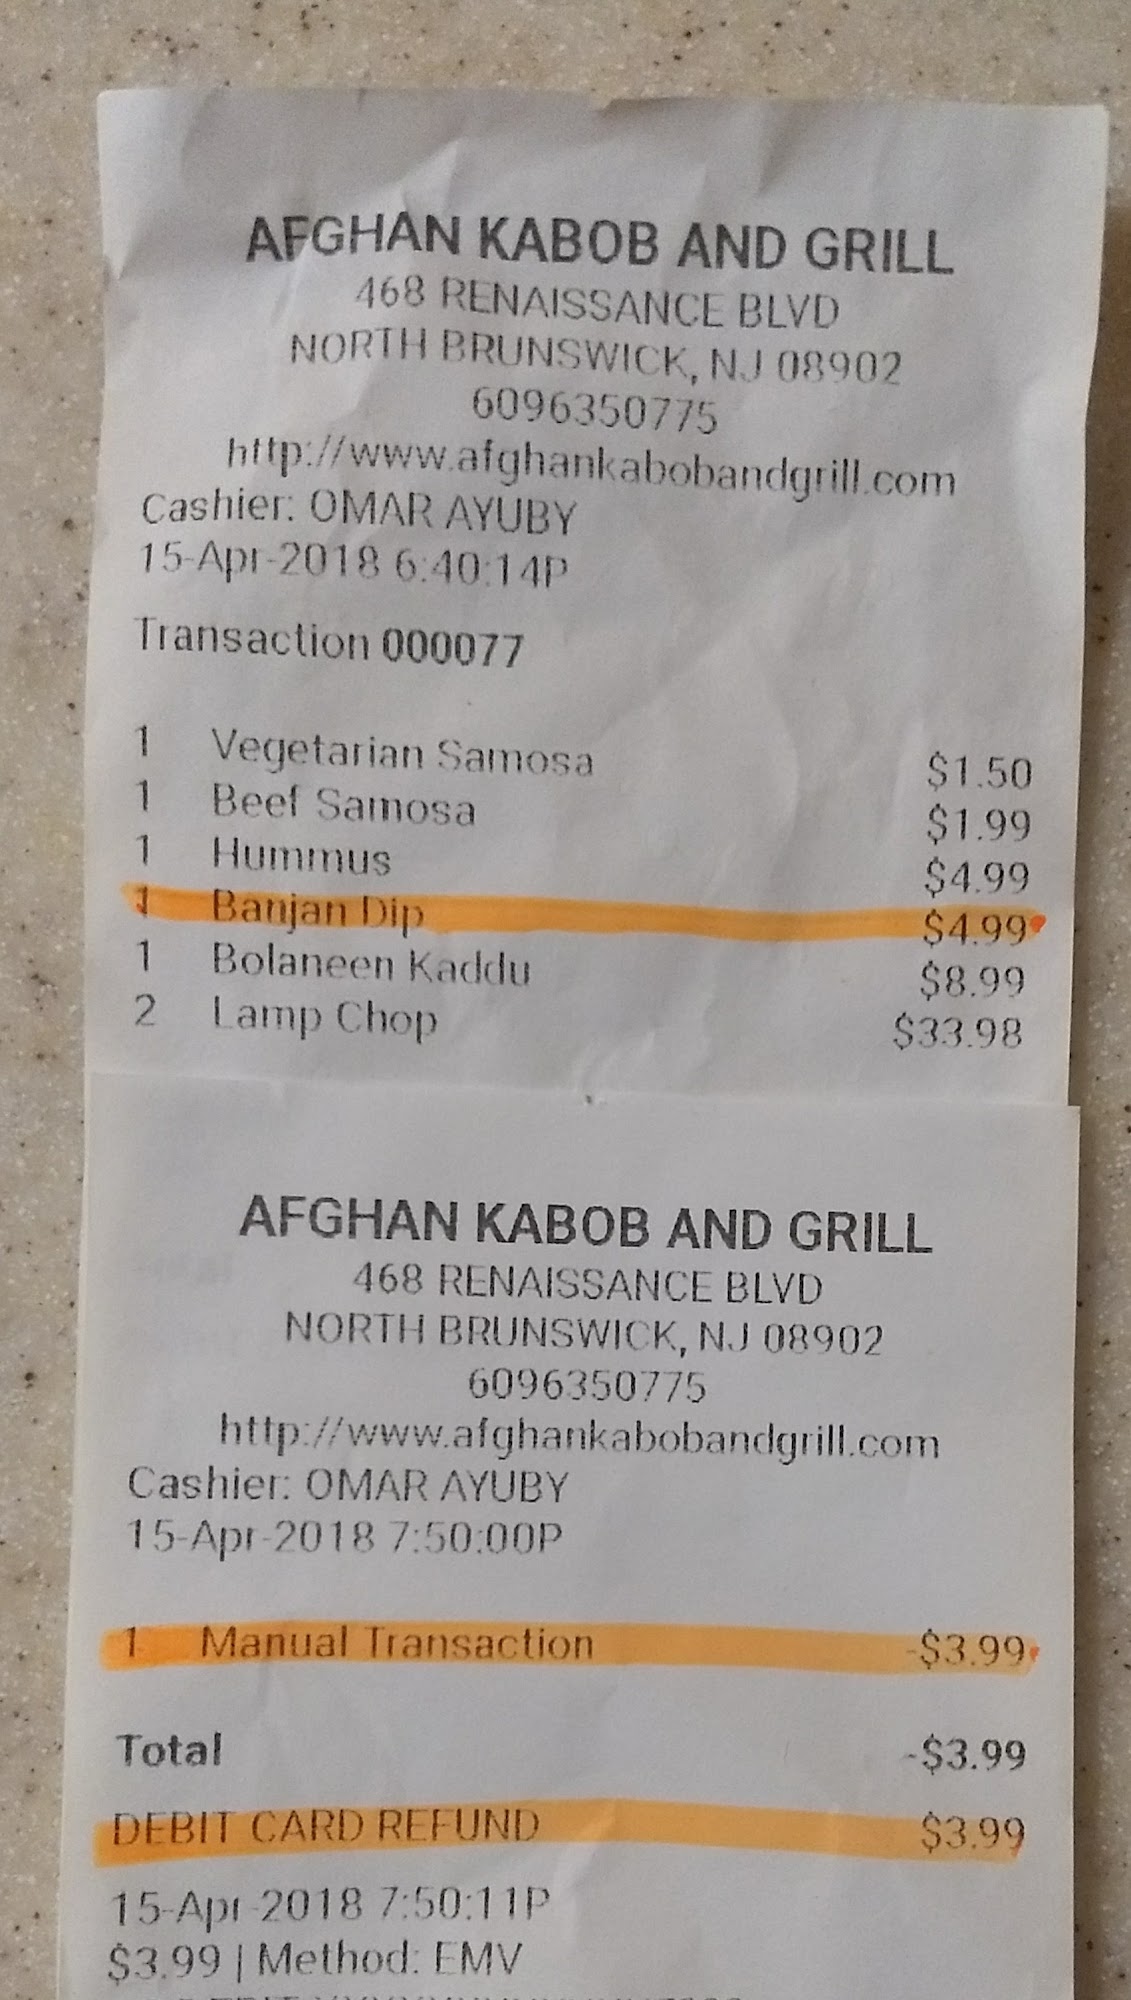 AFGHAN KABOB AND GRILL
468 RENAISSANCE BLVD
NORTH BRUNSWICK, NJ 08902
6096350775
http://www.afghankabobandgrill.com
Cashier: OMAR AYUBY
15-Apr-2018 6:40:14P
Transaction 000077
1 Vegetarian Samosa $1.50
1 Beef Samosa $1.99
1 Hummus $4.99
1 Banjan Dip $4.99
1 Bolaneen Kaddu $8.99
2 Lamp Chop $33.98
AFGHAN KABOB AND GRILL
468 RENAISSANCE BLVD
NORTH BRUNSWICK, NJ 08902
6096350775
http://www.afghankabobandgrill.com
Cashier: OMAR AYUBY
15-Apr-2018 7:50:00P
1 Manual Transaction -$3.99
Total -$3.99
DEBIT CARD REFUND $3.99
15-Apr-2018 7:50:11P
$3.99 | Method: EMV